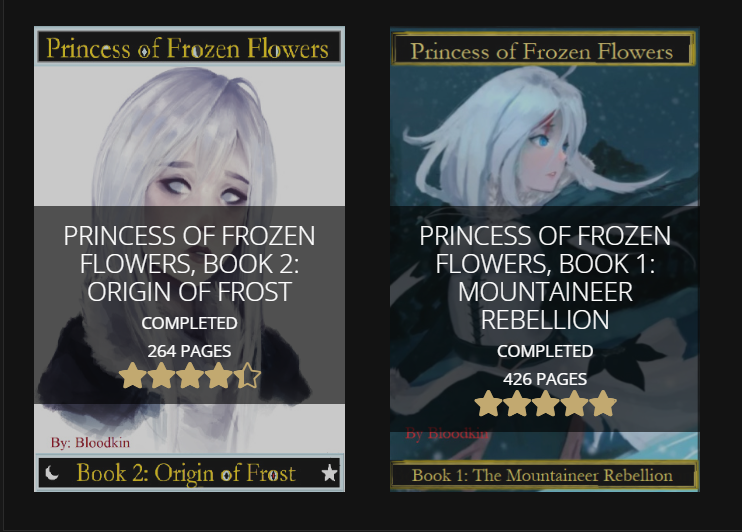 Princess of Frozen Flowers
PRINCESS OF FROZEN
FLOWERS, BOOK 2:
ORIGIN OF FROST
COMPLETED
264 PAGES
By: Bloodkin
Book 2: Origin of Frost
Princess of Frozen Flowers
PRINCESS OF FROZEN
FLOWERS, BOOK 1:
MOUNTAINEER
REBELLION
COMPLETED
426 PAGES
By Bloodkin
Book 1: The Mountaineer Rebellion